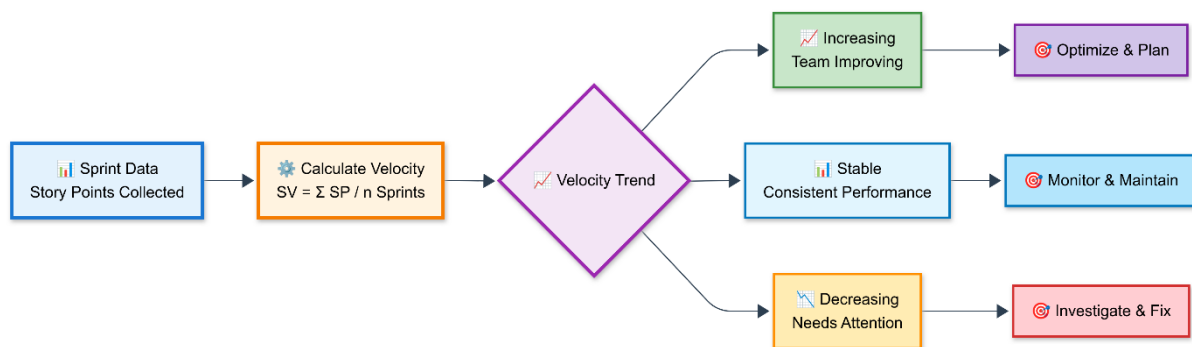 📊 Sprint Data
Story Points Collected
⚙️ Calculate Velocity
SV = Σ SP / n Sprints
📈 Velocity Trend
📈 Increasing
Team Improving
🎯 Optimize & Plan
📊 Stable
Consistent Performance
🎯 Monitor & Maintain
📉 Decreasing
Needs Attention
🎯 Investigate & Fix